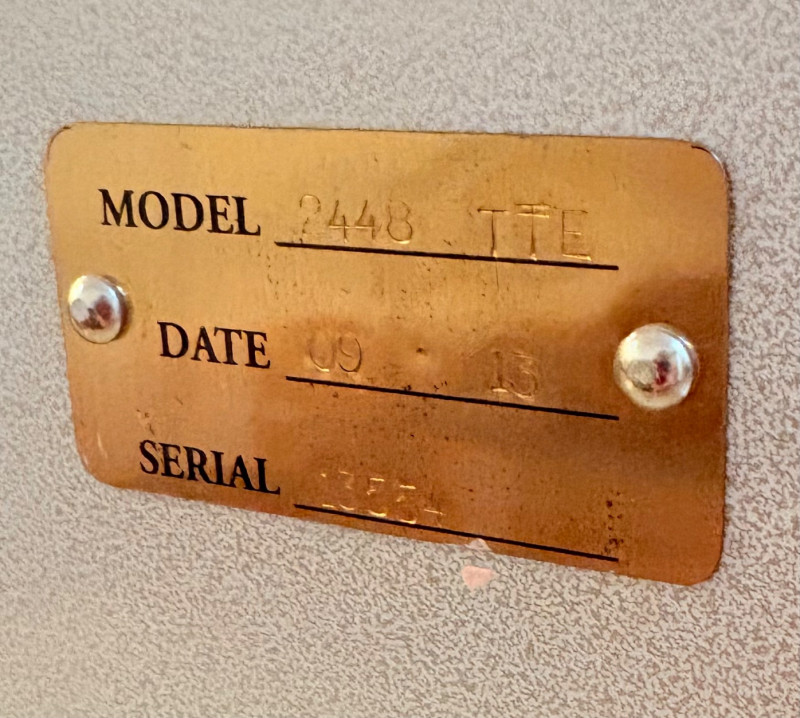 MODEL 2448 TTE
DATE 09 · 13
SERIAL